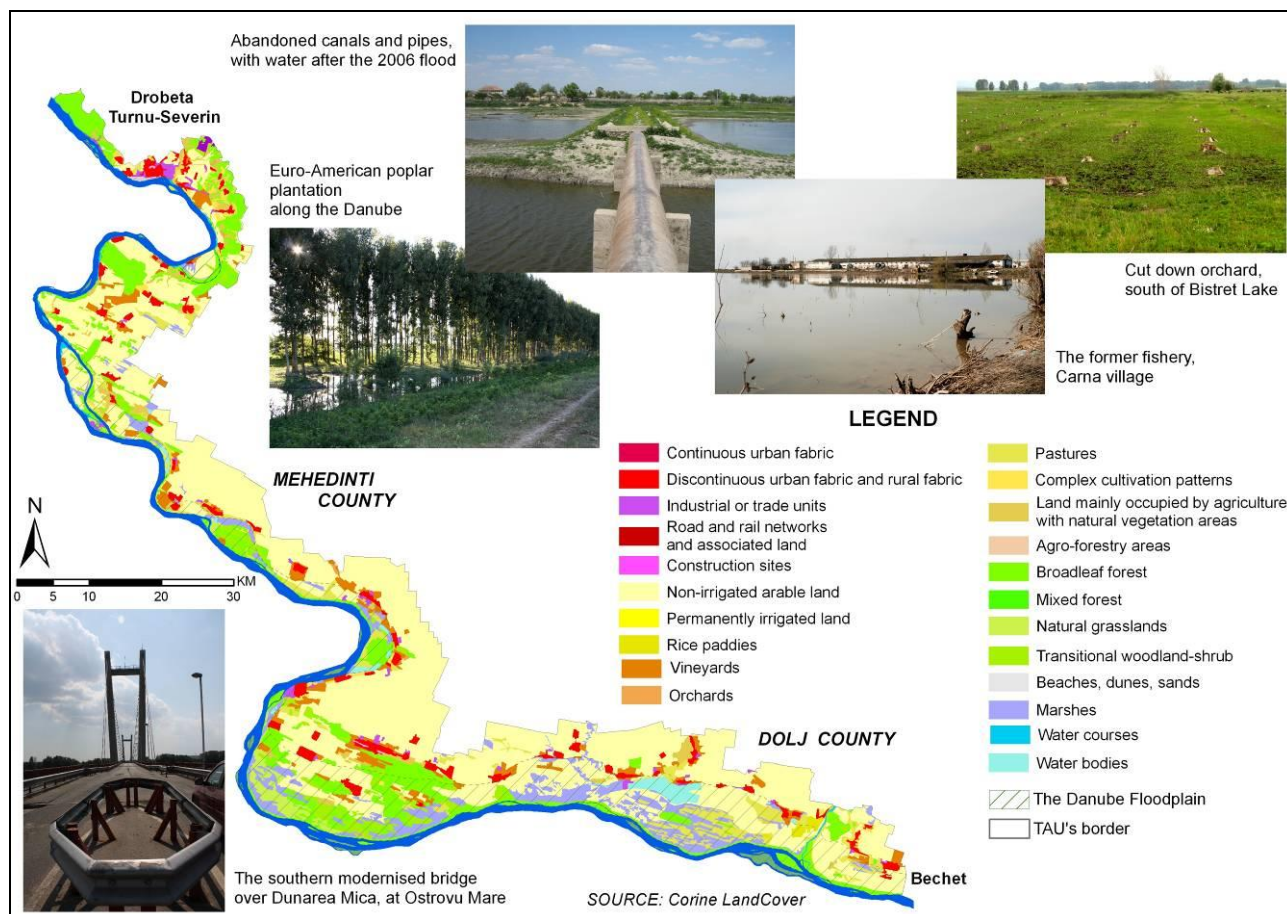 Abandoned canals and pipes,
with water after the 2006 flood
Drobeta
Turnu-Severin
Euro-American poplar
plantation
along the Danube
Cut down orchard,
south of Bistret Lake
The former fishery,
Carna village
MEHEDINTI
COUNTY
N
0 5 10 20 30 KM
LEGEND
Continuous urban fabric
Discontinuous urban fabric and rural fabric
Industrial or trade units
Road and rail networks
and associated land
Construction sites
Non-irrigated arable land
Permanently irrigated land
Rice paddies
Vineyards
Orchards
Pastures
Complex cultivation patterns
Land mainly occupied by agriculture
with natural vegetation areas
Agro-forestry areas
Broadleaf forest
Mixed forest
Natural grasslands
Transitional woodland-shrub
Beaches, dunes, sands
Marshes
Water courses
Water bodies
The Danube Floodplain
TAU's border
DOLJ COUNTY
Bechet
The southern modernised bridge
over Dunarea Mica, at Ostrovu Mare
SOURCE: Corine LandCover